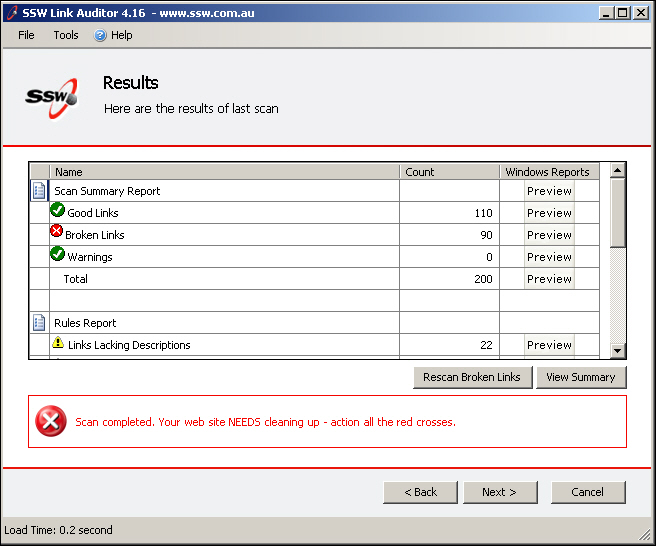 SSW Link Auditor 4.16 - www.ssw.com.au
File Tools Help
SSW
Results
Here are the results of last scan
Name Count Windows Reports
Scan Summary Report Preview
Good Links 110 Preview
Broken Links 90 Preview
Warnings 0 Preview
Total 200 Preview
Rules Report
Links Lacking Descriptions 22 Preview
Rescan Broken Links View Summary
Scan completed. Your web site NEEDS cleaning up - action all the red crosses.
< Back Next > Cancel
Load Time: 0.2 second